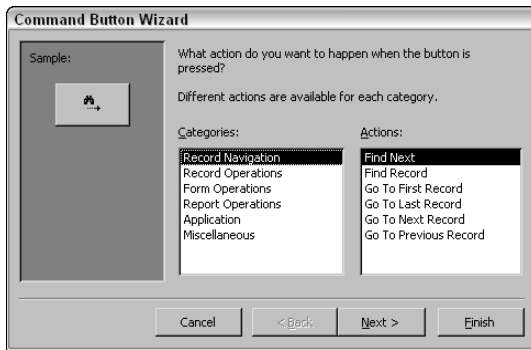 Command Button Wizard
Sample:
What action do you want to happen when the button is
pressed?
Different actions are available for each category.
Categories:
Record Navigation
Record Operations
Form Operations
Report Operations
Application
Miscellaneous
Actions:
Find Next
Find Record
Go To First Record
Go To Last Record
Go To Next Record
Go To Previous Record
Cancel
< Back
Next >
Finish